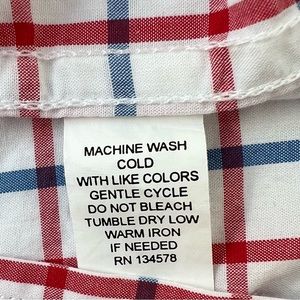 MACHINE WASH
COLD
WITH LIKE COLORS
GENTLE CYCLE
DO NOT BLEACH
TUMBLE DRY LOW
WARM IRON
IF NEEDED
RN 134578